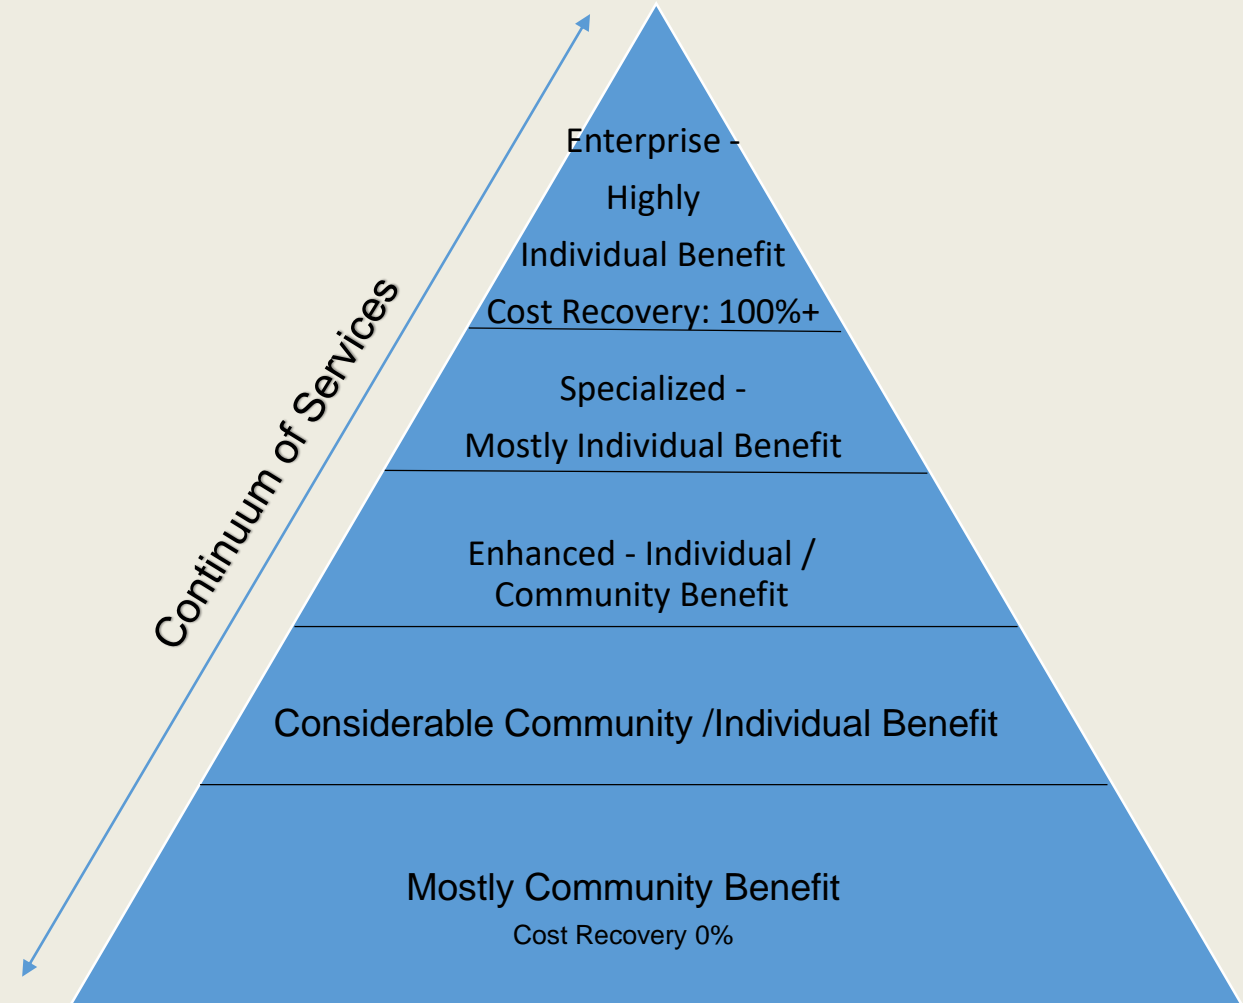 Enterprise -
Highly
Individual Benefit
Cost Recovery: 100%+
Continuum of Services
Specialized -
Mostly Individual Benefit
Enhanced - Individual /
Community Benefit
Considerable Community /Individual Benefit
Mostly Community Benefit
Cost Recovery 0%